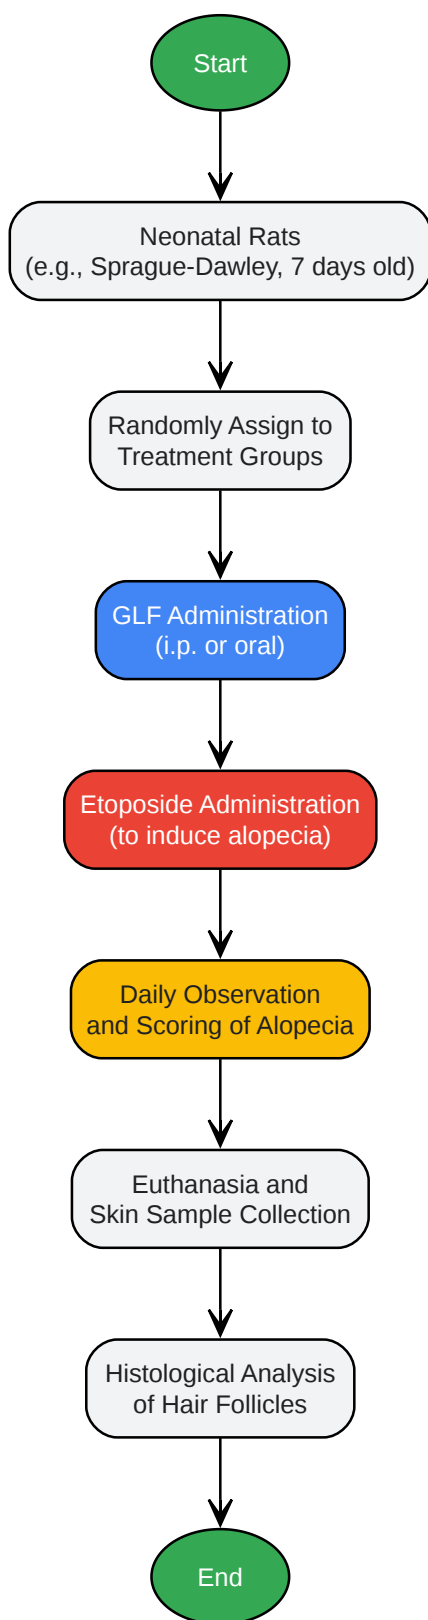 Start
Neonatal Rats
(e.g., Sprague-Dawley, 7 days old)
Randomly Assign to
Treatment Groups
GLF Administration
(i.p. or oral)
Etoposide Administration
(to induce alopecia)
Daily Observation
and Scoring of Alopecia
Euthanasia and
Skin Sample Collection
Histological Analysis
of Hair Follicles
End